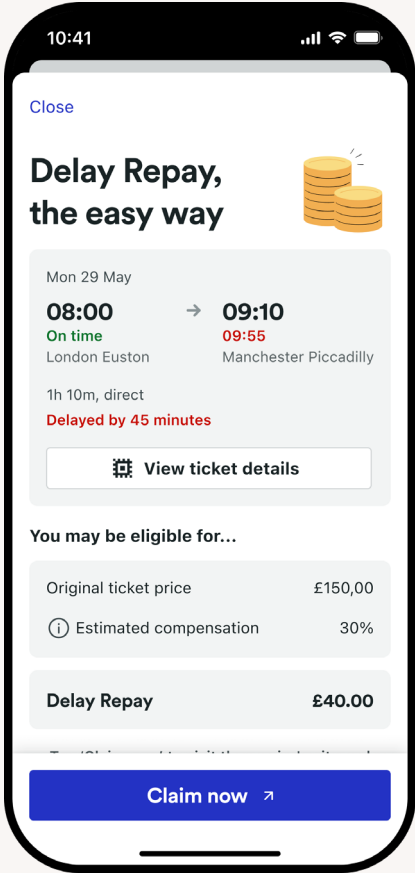 10:41
Close
Delay Repay,
the easy way
Mon 29 May
08:00 → 09:10
On time 09:55
London Euston Manchester Piccadilly
1h 10m, direct
Delayed by 45 minutes
View ticket details
You may be eligible for...
Original ticket price £150,00
Estimated compensation 30%
Delay Repay £40.00
Claim now